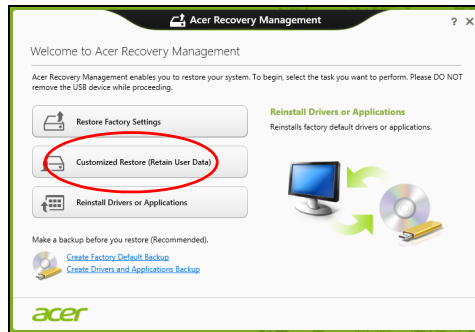 Acer Recovery Management
? X
Welcome to Acer Recovery Management
Acer Recovery Management enables you to restore your system. To begin, select the task you want to perform. Please DO NOT
remove the USB device while proceeding.
Restore Factory Settings
Customized Restore (Retain User Data)
Reinstall Drivers or Applications
Reinstall Drivers or Applications
Reinstalls factory default drivers or applications.
Make a backup before you restore (Recommended).
Create Factory Default Backup
Create Drivers and Applications Backup
acer